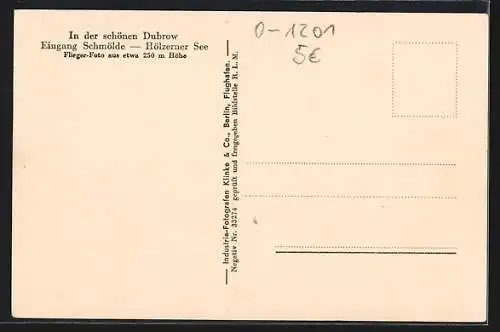 In der schönen Dubrow
Eingang Schmölde — Hölzerner See
Flieger-Foto aus etwa 250 m Höhe
Industrie-Fotografen Klinke & Co., Berlin, Flughafen.
Negativ Nr. 33274 geprüft und freigegeben Bildstelle R. L. M.
0-1201
5€